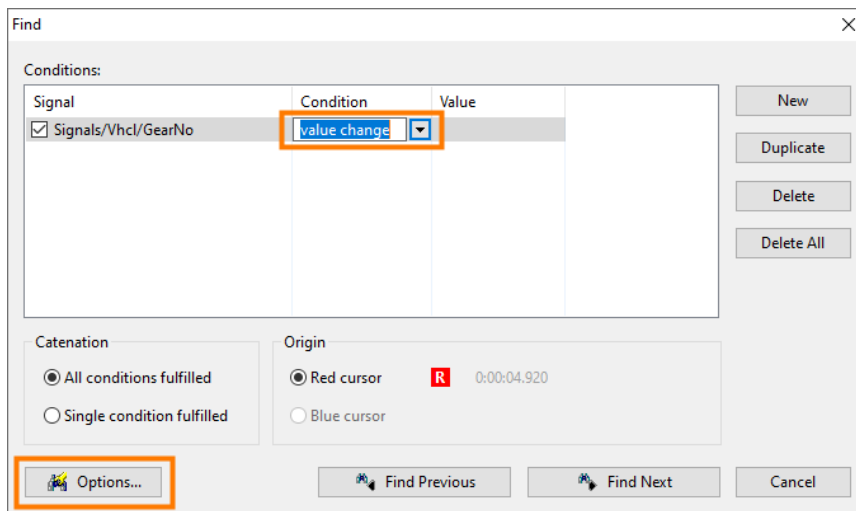 Find
Conditions:
Signal Condition Value
Signals/Vhcl/GearNo value change
New
Duplicate
Delete
Delete All
Catenation
All conditions fulfilled
Single condition fulfilled
Origin
Red cursor R 0:00:04.920
Blue cursor
Options... Find Previous Find Next Cancel